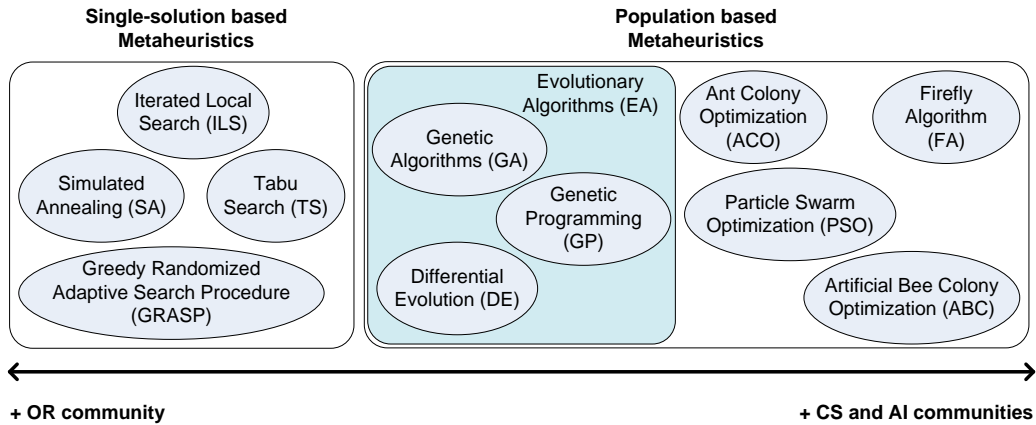 Single-solution based
Metaheuristics
Population based
Metaheuristics
Iterated Local
Search (ILS)
Simulated
Annealing (SA)
Tabu
Search (TS)
Greedy Randomized
Adaptive Search Procedure
(GRASP)
Evolutionary
Algorithms (EA)
Genetic
Algorithms (GA)
Genetic
Programming
(GP)
Differential
Evolution (DE)
Ant Colony
Optimization
(ACO)
Firefly
Algorithm
(FA)
Particle Swarm
Optimization (PSO)
Artificial Bee Colony
Optimization (ABC)
+ OR community
+ CS and AI communities